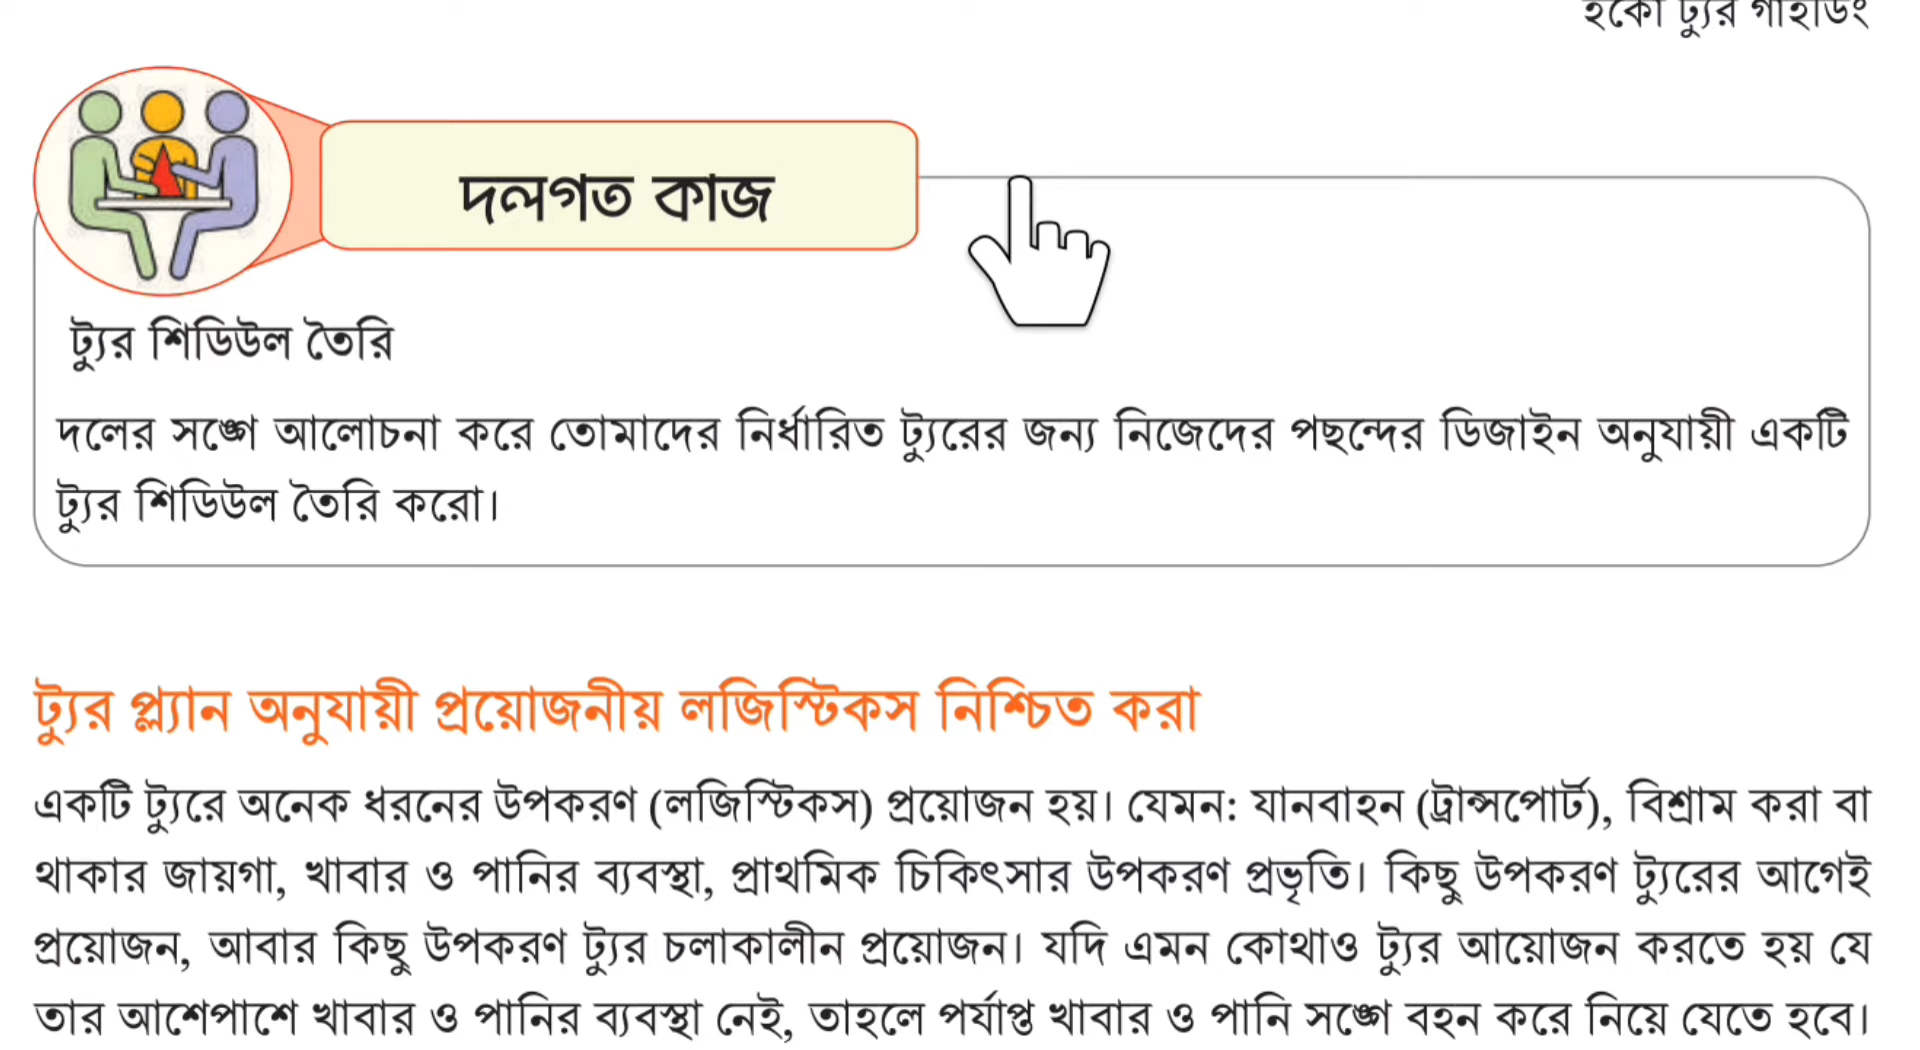 ইকো ট্যুর গাইডিং
দলগত কাজ
ট্যুর শিডিউল তৈরি
দলের সঙ্গে আলোচনা করে তোমাদের নির্ধারিত ট্যুরের জন্য নিজেদের পছন্দের ডিজাইন অনুযায়ী একটি
ট্যুর শিডিউল তৈরি করো।
ট্যুর প্ল্যান অনুযায়ী প্রয়োজনীয় লজিস্টিকস নিশ্চিত করা
একটি ট্যুরে অনেক ধরনের উপকরণ (লজিস্টিকস) প্রয়োজন হয়। যেমন: যানবাহন (ট্রান্সপোর্ট), বিশ্রাম করা বা
থাকার জায়গা, খাবার ও পানির ব্যবস্থা, প্রাথমিক চিকিৎসার উপকরণ প্রভৃতি। কিছু উপকরণ ট্যুরের আগেই
প্রয়োজন, আবার কিছু উপকরণ ট্যুর চলাকালীন প্রয়োজন। যদি এমন কোথাও ট্যুর আয়োজন করতে হয় যে
তার আশেপাশে খাবার ও পানির ব্যবস্থা নেই, তাহলে পর্যাপ্ত খাবার ও পানি সঙ্গে বহন করে নিয়ে যেতে হবে।